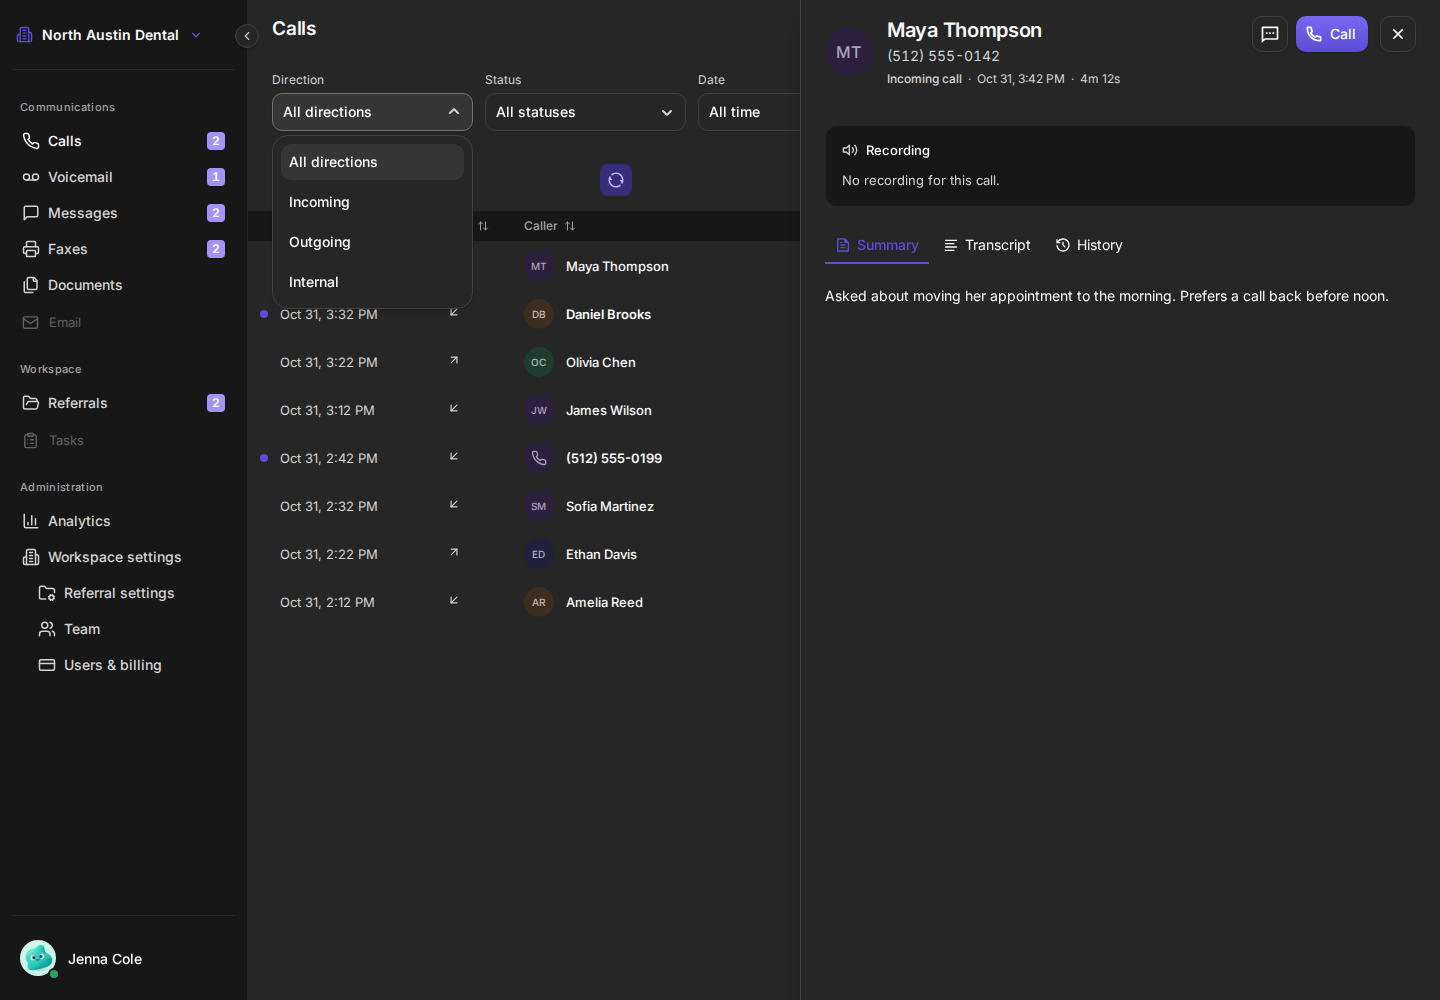 North Austin Dental
Communications
Calls 2
Voicemail 1
Messages 2
Faxes 2
Documents
Email
Workspace
Referrals 2
Tasks
Administration
Analytics
Workspace settings
Referral settings
Team
Users & billing
Jenna Cole
Calls
Direction Status Date
All directions All statuses All time
All directions
Incoming
Outgoing
Internal
Caller
MT Maya Thompson
Oct 31, 3:32 PM DB Daniel Brooks
Oct 31, 3:22 PM OC Olivia Chen
Oct 31, 3:12 PM JW James Wilson
Oct 31, 2:42 PM (512) 555-0199
Oct 31, 2:32 PM SM Sofia Martinez
Oct 31, 2:22 PM ED Ethan Davis
Oct 31, 2:12 PM AR Amelia Reed
MT
Maya Thompson
(512) 555-0142
Incoming call · Oct 31, 3:42 PM · 4m 12s
Call
Recording
No recording for this call.
Summary Transcript History
Asked about moving her appointment to the morning. Prefers a call back before noon.